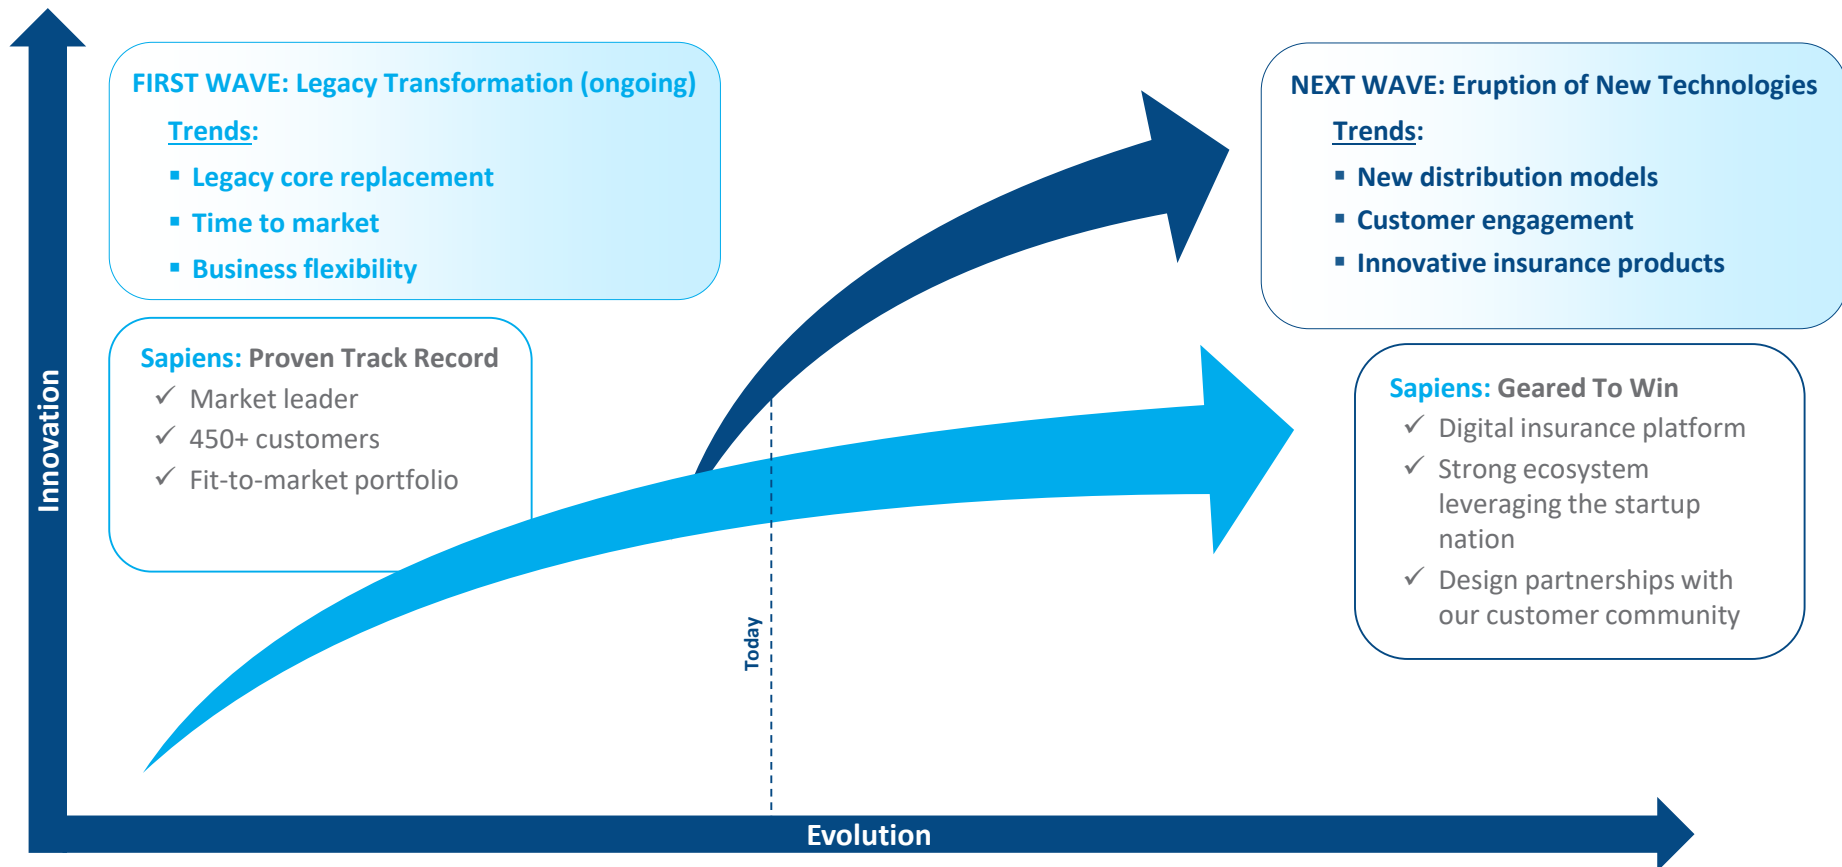 FIRST WAVE: Legacy Transformation (ongoing)
Trends:
▪ Legacy core replacement
▪ Time to market
▪ Business flexibility
Sapiens: Proven Track Record
✓ Market leader
✓ 450+ customers
✓ Fit-to-market portfolio
NEXT WAVE: Eruption of New Technologies
Trends:
▪ New distribution models
▪ Customer engagement
▪ Innovative insurance products
Sapiens: Geared To Win
✓ Digital insurance platform
✓ Strong ecosystem
leveraging the startup
nation
✓ Design partnerships with
our customer community
Innovation
Today
Evolution